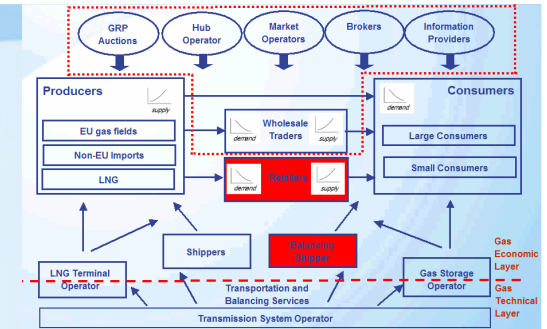 GRP
Auctions
Hub
Operator
Market
Operators
Brokers
Information
Providers
Producers
supply
EU gas fields
Non-EU Imports
LNG
demand
Wholesale
Traders
supply
demand
Retailers
supply
Consumers
demand
Large Consumers
Small Consumers
Shippers
Balancing
Shipper
LNG Terminal
Operator
Gas Storage
Operator
Gas
Economic
Layer
Transportation and
Balancing Services
Gas
Technical
Layer
Transmission System Operator